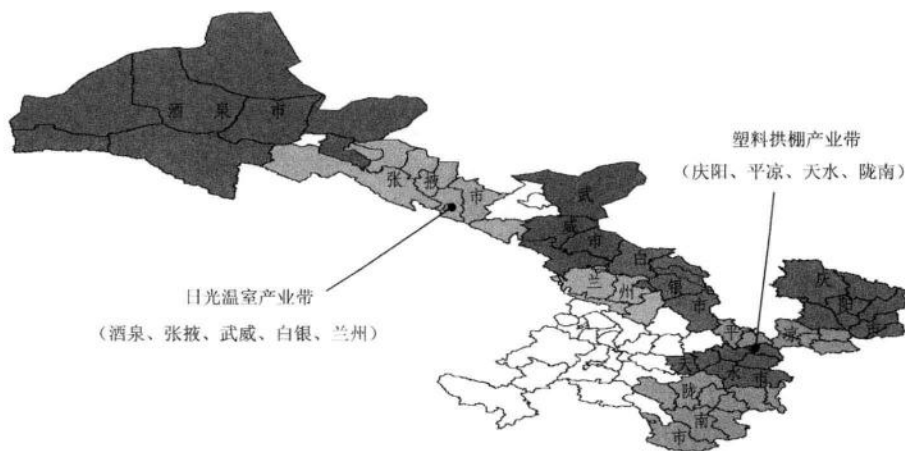 酒泉市
张掖市
武威市
白银市
兰州
庆阳市
平凉
天水市
陇南市
塑料拱棚产业带
（庆阳、平凉、天水、陇南）
日光温室产业带
（酒泉、张掖、武威、白银、兰州）